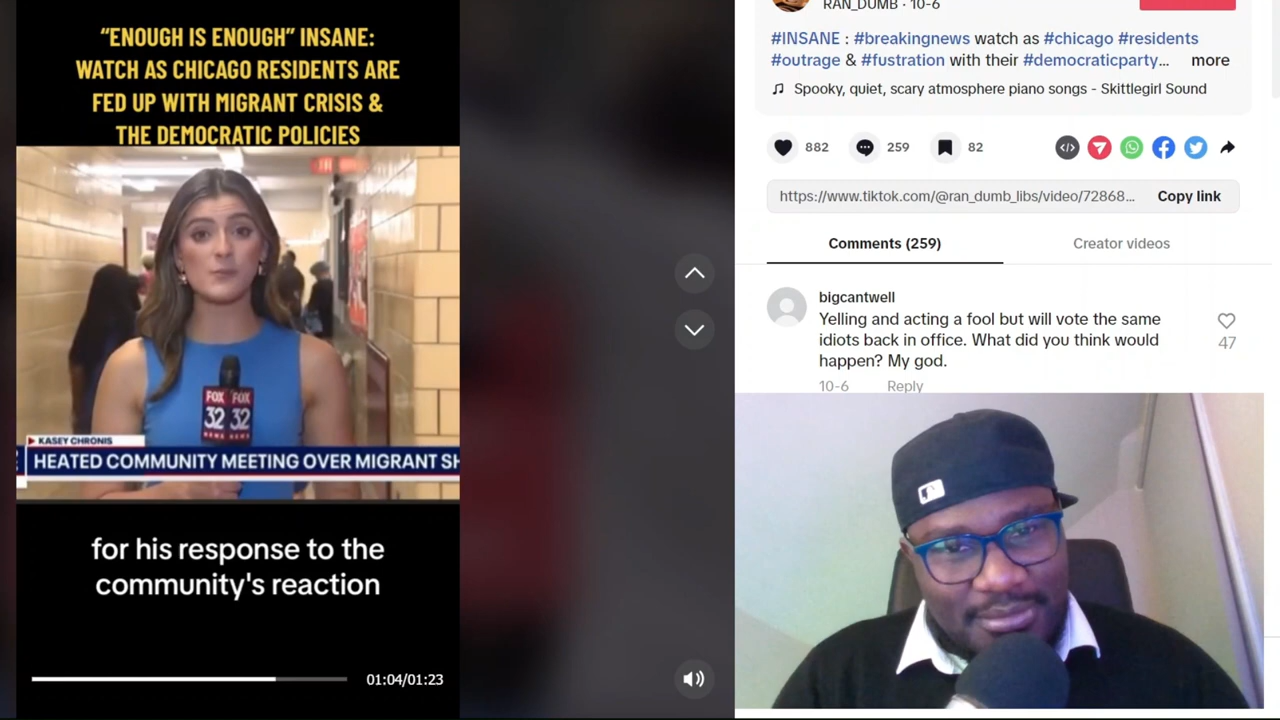 “ENOUGH IS ENOUGH” INSANE:
WATCH AS CHICAGO RESIDENTS ARE
FED UP WITH MIGRANT CRISIS &
THE DEMOCRATIC POLICIES
FOX FOX
32 32
NEWS NEWS
KASEY CHRONIS
HEATED COMMUNITY MEETING OVER MIGRANT SH
for his response to the
community's reaction
01:04/01:23
RAN_DUMB · 10-6
#INSANE : #breakingnews watch as #chicago #residents
#outrage & #fustration with their #democraticparty... more
Spooky, quiet, scary atmosphere piano songs - Skittlegirl Sound
882 259 82
https://www.tiktok.com/@ran_dumb_libs/video/72868... Copy link
Comments (259) Creator videos
bigcantwell
Yelling and acting a fool but will vote the same
idiots back in office. What did you think would
happen? My god.
47
10-6 Reply